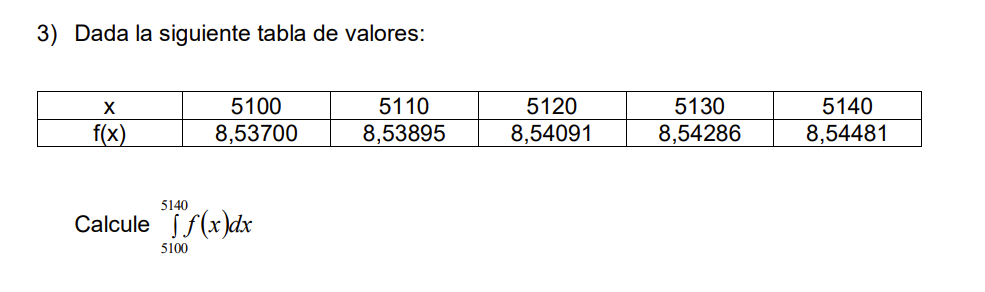 3) Dada la siguiente tabla de valores:
x 5100 5110 5120 5130 5140
f(x) 8,53700 8,53895 8,54091 8,54286 8,54481
5140
Calcule ∫ f(x)dx
5100